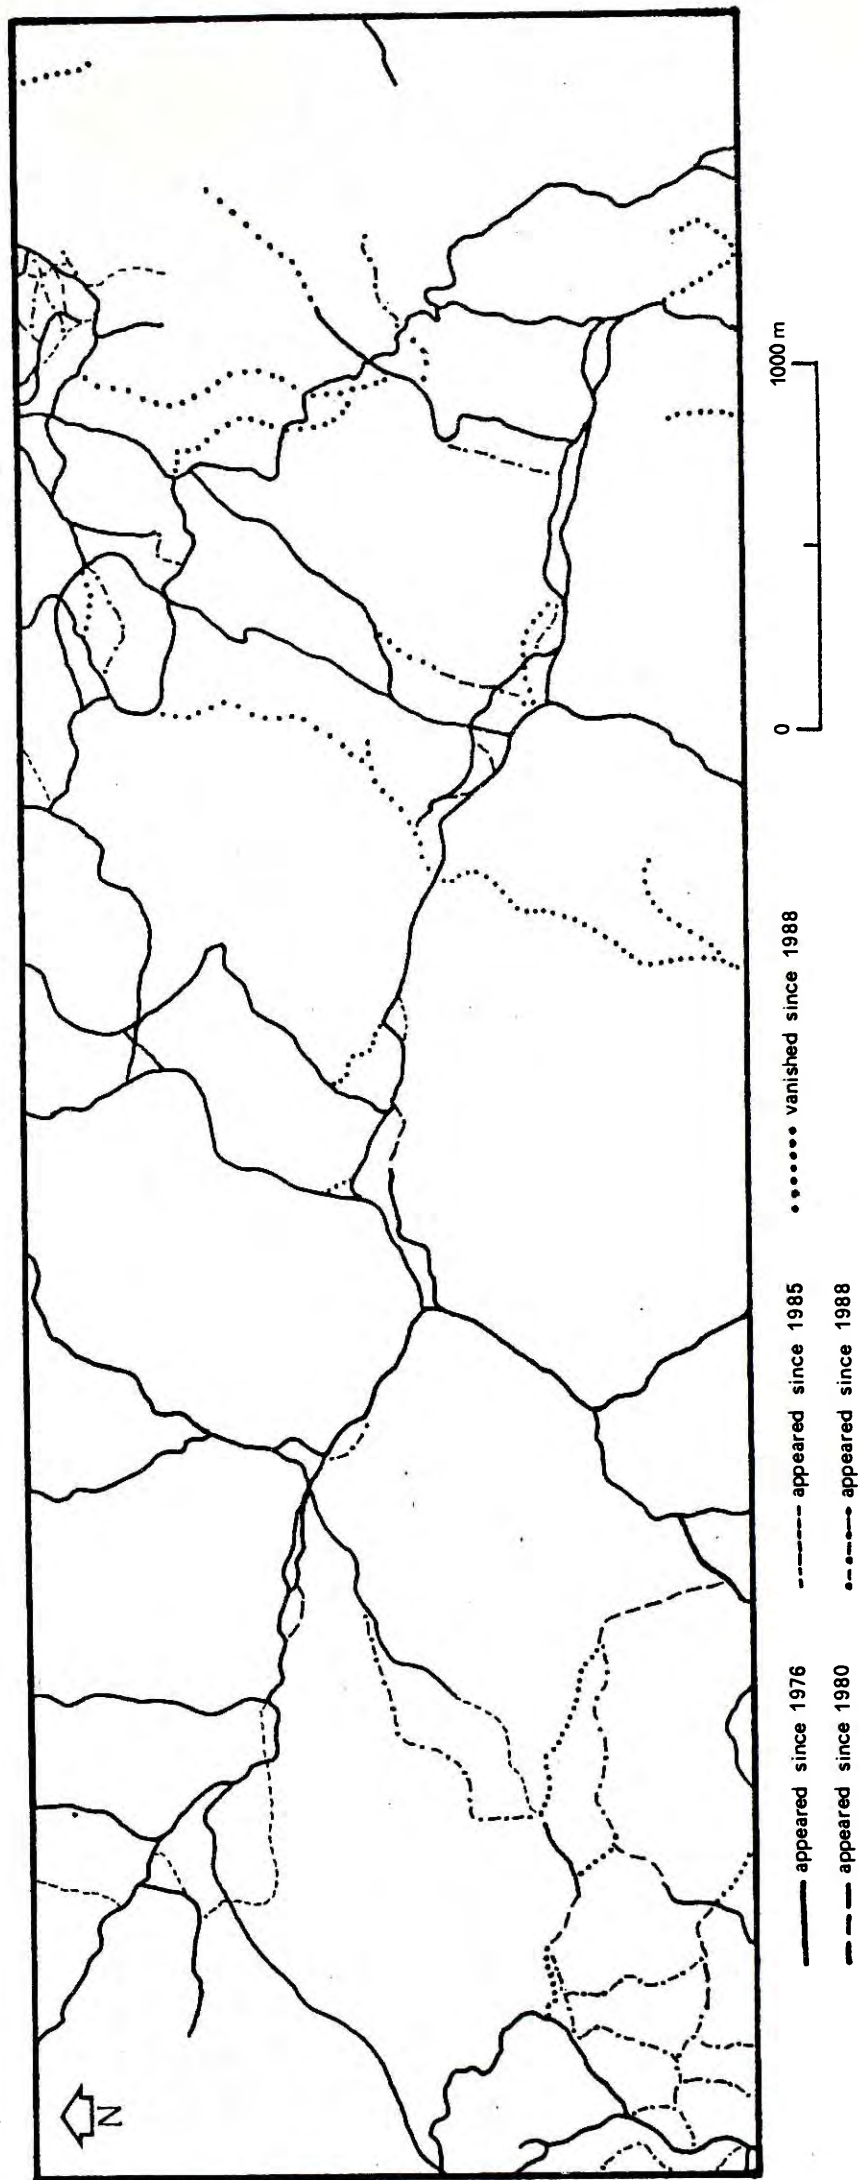 N
0
1000 m
appeared since 1976
appeared since 1980
appeared since 1985
appeared since 1988
vanished since 1988